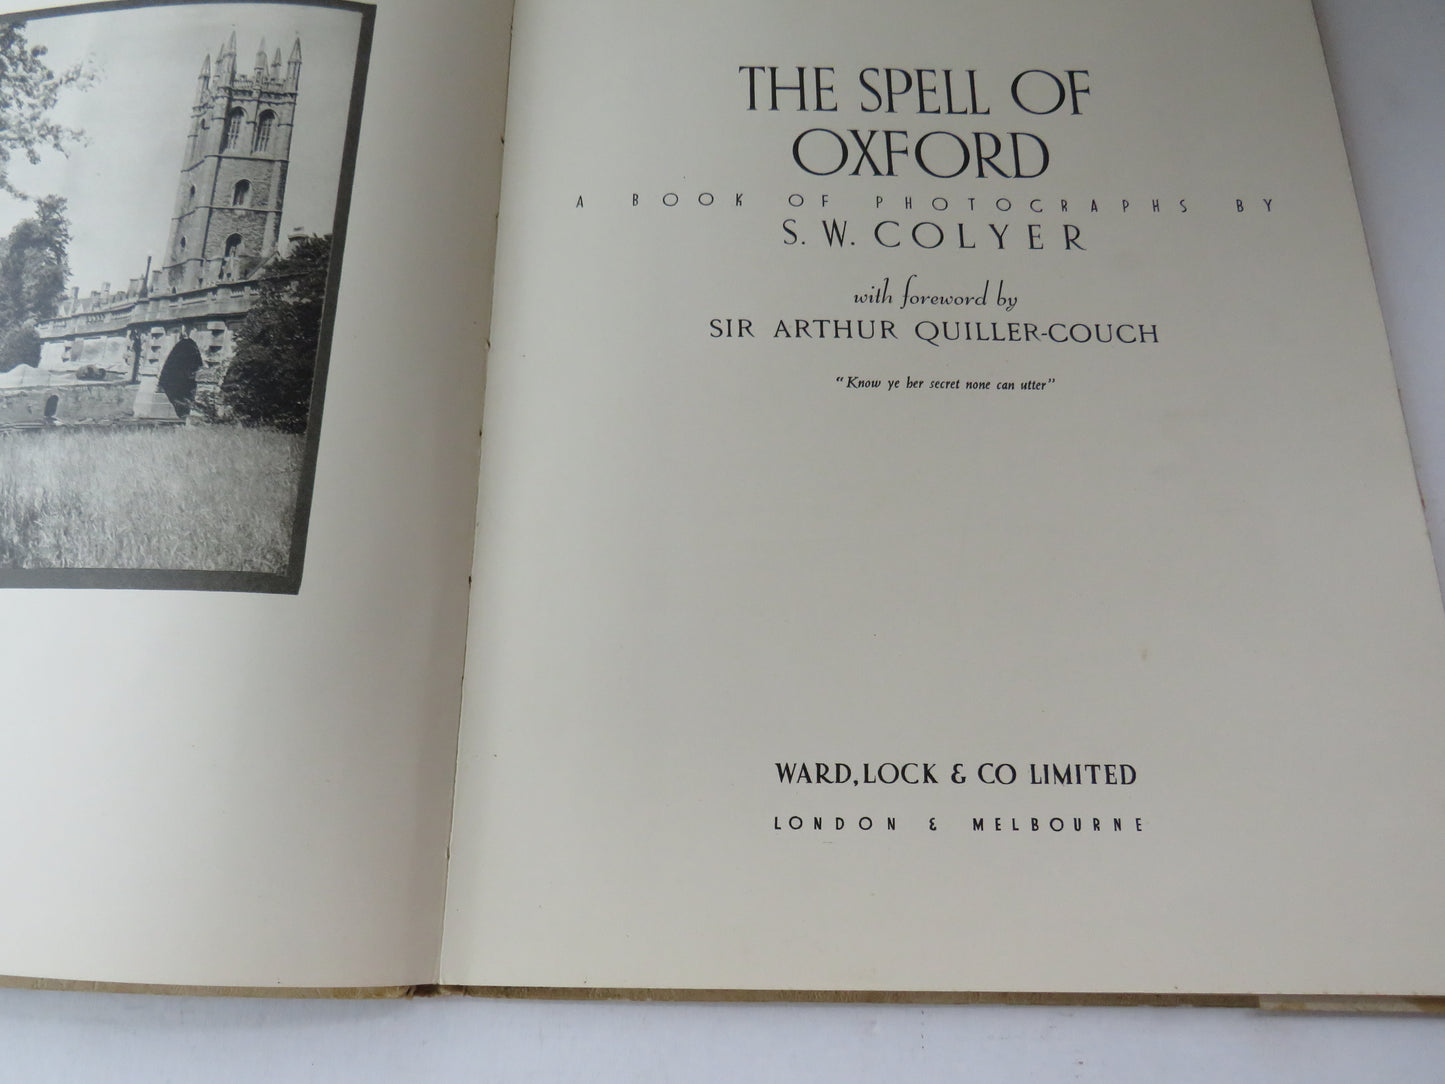 THE SPELL OF
OXFORD
A BOOK OF PHOTOGRAPHS BY
S. W. COLYER
with foreword by
SIR ARTHUR QUILLER-COUCH
"Know ye her secret none can utter"
WARD, LOCK & CO LIMITED
LONDON & MELBOURNE